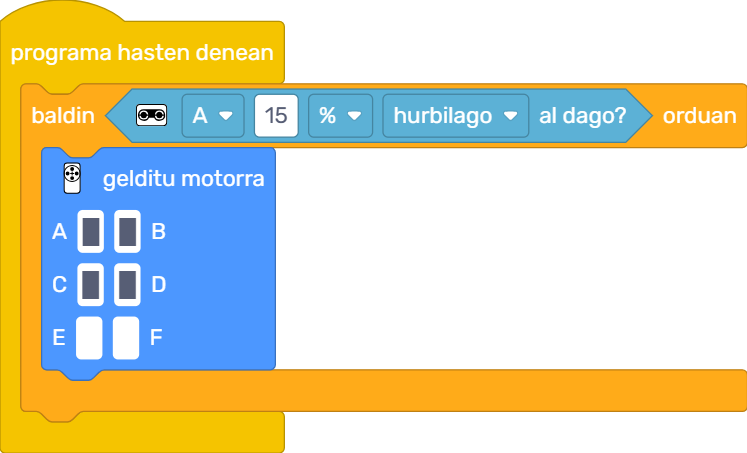 programa hasten denean
baldin A 15 % hurbilago al dago? orduan
gelditu motorra
A B
C D
E F